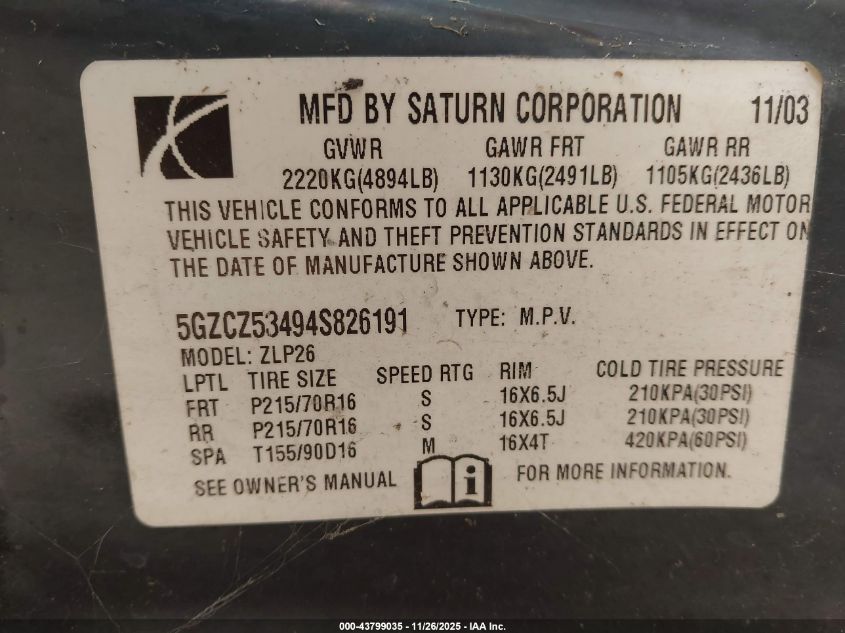 MFD BY SATURN CORPORATION 11/03
GVWR GAWR FRT GAWR RR
2220KG(4894LB) 1130KG(2491LB) 1105KG(2436LB)
THIS VEHICLE CONFORMS TO ALL APPLICABLE U.S. FEDERAL MOTOR
VEHICLE SAFETY AND THEFT PREVENTION STANDARDS IN EFFECT ON
THE DATE OF MANUFACTURE SHOWN ABOVE.
5GZCZ53494S826191 TYPE: M.P.V.
MODEL: ZLP26
LPTL TIRE SIZE SPEED RTG RIM COLD TIRE PRESSURE
FRT P215/70R16 S 16X6.5J 210KPA(30PSI)
RR P215/70R16 S 16X6.5J 210KPA(30PSI)
SPA T155/90D16 M 16X4T 420KPA(60PSI)
SEE OWNER'S MANUAL i FOR MORE INFORMATION.
000-43799035 - 11/26/2025 - IAA Inc.